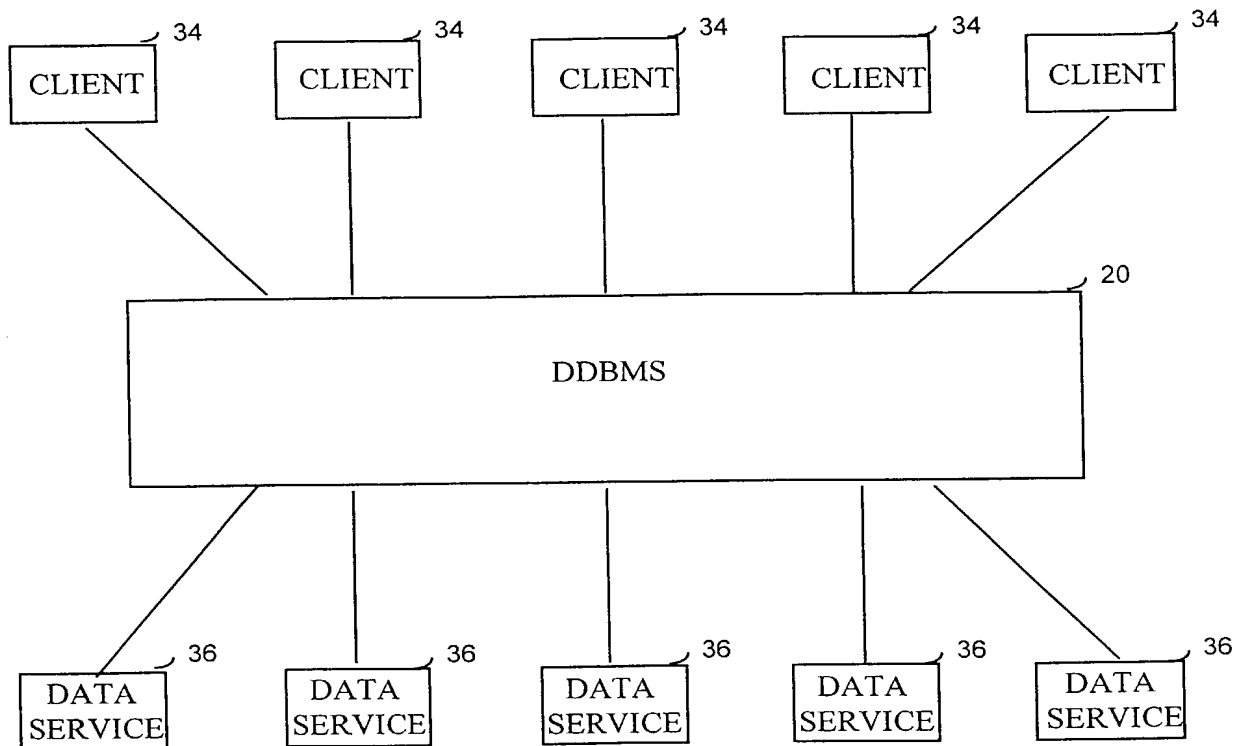 34 34 34 34 34
CLIENT CLIENT CLIENT CLIENT CLIENT
20
DDBMS
36 36 36 36 36
DATA SERVICE DATA SERVICE DATA SERVICE DATA SERVICE DATA SERVICE